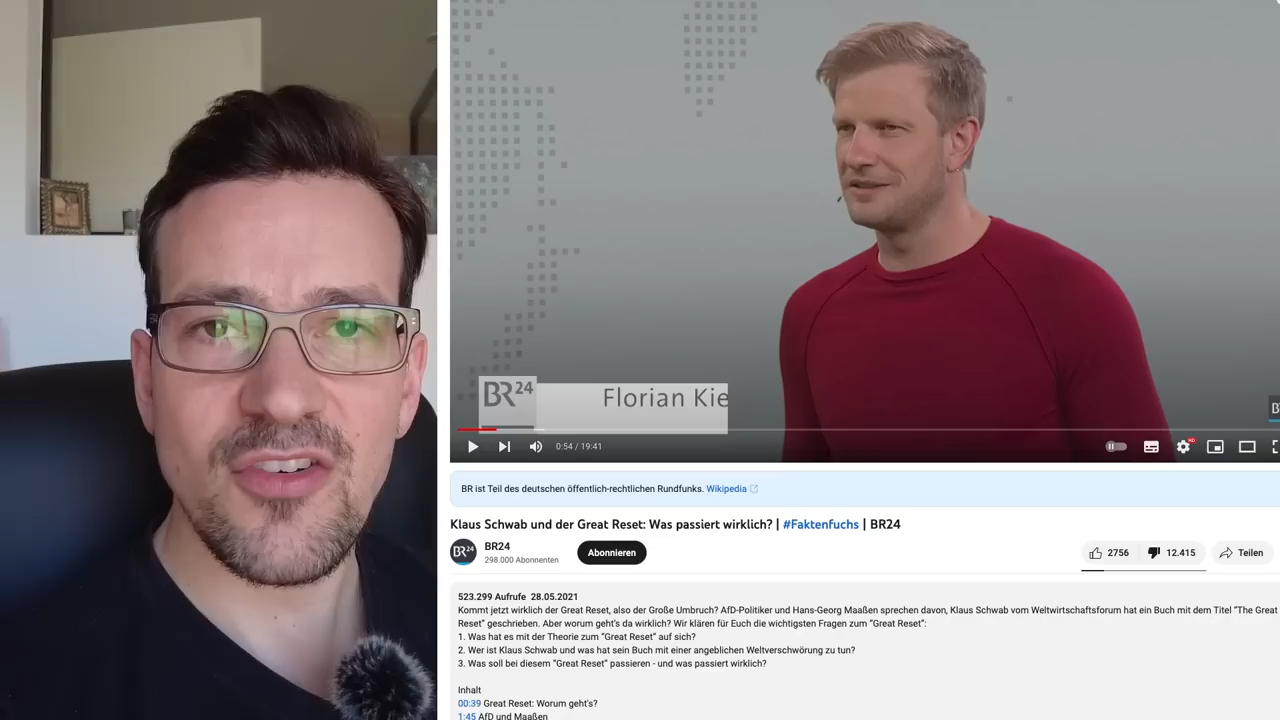 BR24
Florian Kie
0:54 / 19:41
HD
BR ist Teil des deutschen öffentlich-rechtlichen Rundfunks. Wikipedia
Klaus Schwab und der Great Reset: Was passiert wirklich? | #Faktenfuchs | BR24
BR24
BR24
298.000 Abonnenten
Abonnieren
2756
12.415
Teilen
523.299 Aufrufe 28.05.2021
Kommt jetzt wirklich der Great Reset, also der Große Umbruch? AfD-Politiker und Hans-Georg Maaßen sprechen davon, Klaus Schwab vom Weltwirtschaftsforum hat ein Buch mit dem Titel “The Great
Reset” geschrieben. Aber worum geht's da wirklich? Wir klären für Euch die wichtigsten Fragen zum “Great Reset”:
1. Was hat es mit der Theorie zum “Great Reset” auf sich?
2. Wer ist Klaus Schwab und was hat sein Buch mit einer angeblichen Weltverschwörung zu tun?
3. Was soll bei diesem “Great Reset” passieren - und was passiert wirklich?
Inhalt
00:39 Great Reset: Worum geht's?
1:45 AfD und Maaßen